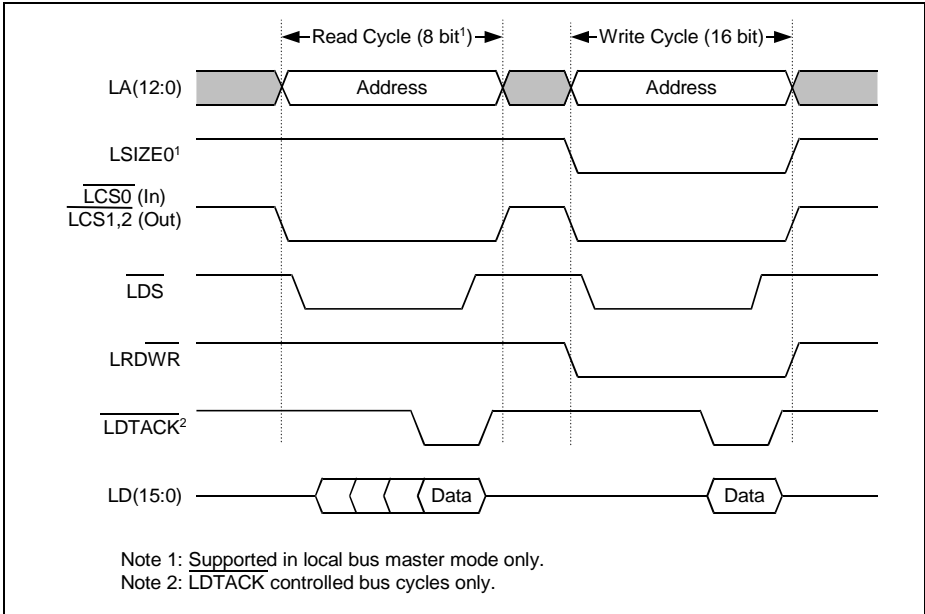 Read Cycle (8 bit¹) Write Cycle (16 bit)
LA(12:0) Address Address
LSIZE0¹
LCS0 (In)
LCS1,2 (Out)
LDS
LRDWR
LDTACK²
LD(15:0) Data Data
Note 1: Supported in local bus master mode only.
Note 2: LDTACK controlled bus cycles only.